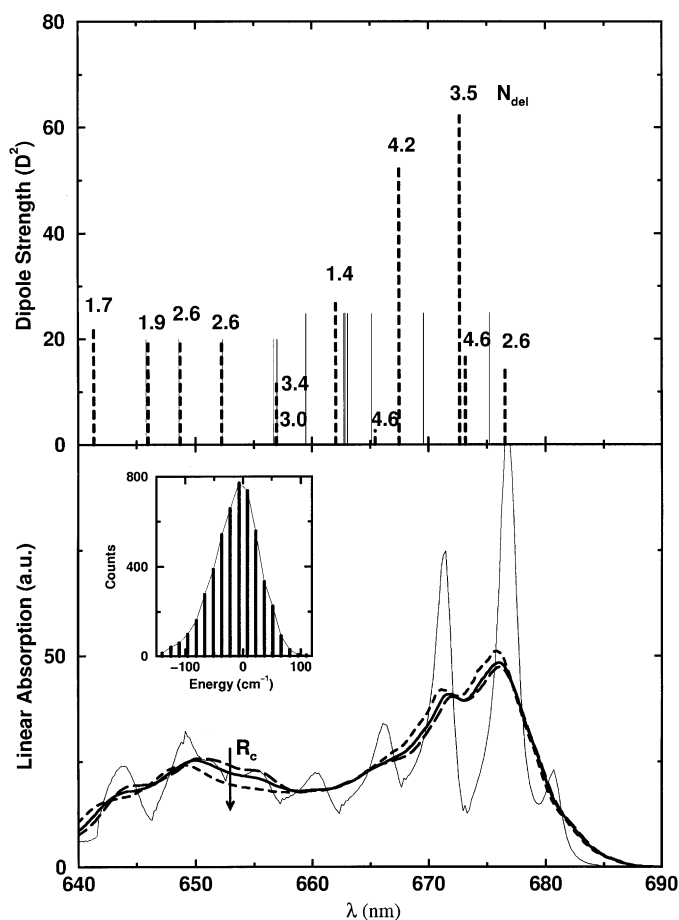 80
3.5 N_del
60
4.2
Dipole Strength (D²)
40
1.4
1.7
1.9 2.6 2.6
4.6 2.6
20
3.4
3.0
4.6
0
800
400
0
Counts
−100 0 100
Energy (cm⁻¹)
50
Linear Absorption (a.u.)
R_c
0
640 650 660 670 680 690
λ (nm)